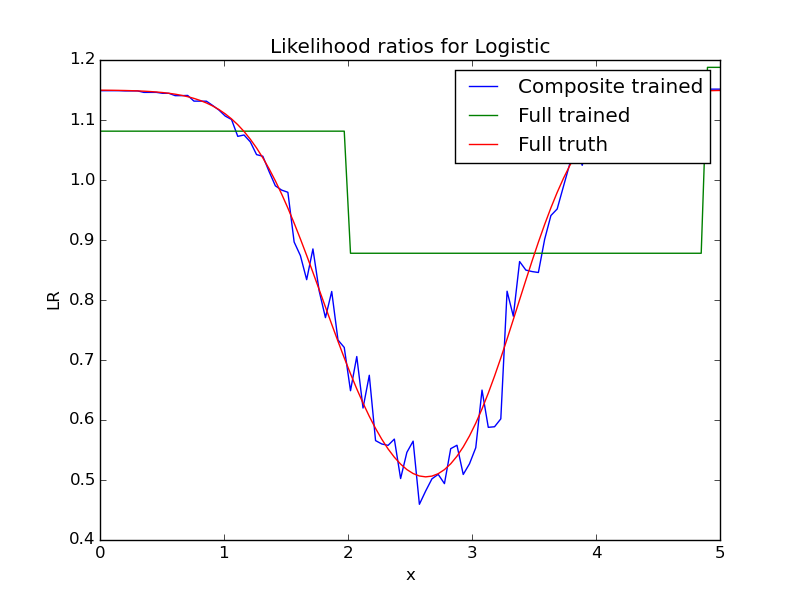 Likelihood ratios for Logistic
1.2
1.1
1.0
0.9
0.8
0.7
0.6
0.5
0.4
LR
Composite trained
Full trained
Full truth
0 1 2 3 4 5
x